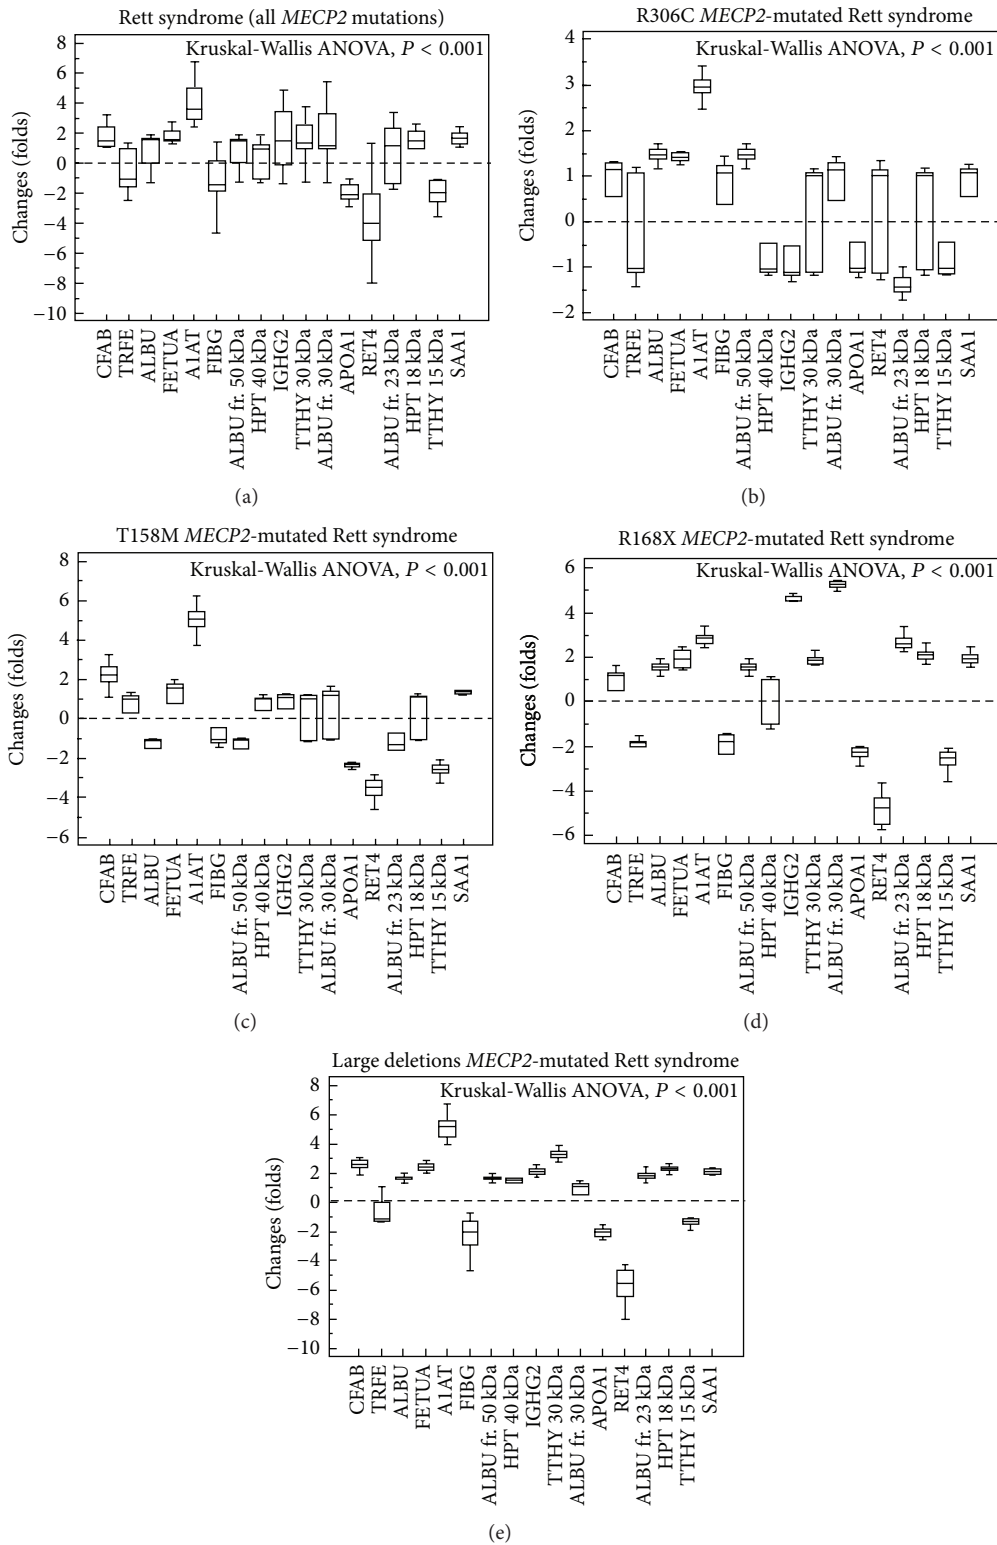 Rett syndrome (all MECP2 mutations)
Kruskal-Wallis ANOVA, P < 0.001
Changes (folds)
8
6
4
2
0
−2
−4
−6
−8
−10
CFAB
TRFE
ALBU
FETUA
A1AT
FIBG
ALBU fr. 50 kDa
HPT 40 kDa
IGHG2
TTHY 30 kDa
ALBU fr. 30 kDa
APOA1
RET4
ALBU fr. 23 kDa
HPT 18 kDa
TTHY 15 kDa
SAA1
(a)
R306C MECP2-mutated Rett syndrome
Kruskal-Wallis ANOVA, P < 0.001
Changes (folds)
4
3
2
1
0
−1
−2
CFAB
TRFE
ALBU
FETUA
A1AT
FIBG
ALBU fr. 50 kDa
HPT 40 kDa
IGHG2
TTHY 30 kDa
ALBU fr. 30 kDa
APOA1
RET4
ALBU fr. 23 kDa
HPT 18 kDa
TTHY 15 kDa
SAA1
(b)
T158M MECP2-mutated Rett syndrome
Kruskal-Wallis ANOVA, P < 0.001
Changes (folds)
8
6
4
2
0
−2
−4
−6
CFAB
TRFE
ALBU
FETUA
A1AT
FIBG
ALBU fr. 50 kDa
HPT 40 kDa
IGHG2
TTHY 30 kDa
ALBU fr. 30 kDa
APOA1
RET4
ALBU fr. 23 kDa
HPT 18 kDa
TTHY 15 kDa
SAA1
(c)
R168X MECP2-mutated Rett syndrome
Kruskal-Wallis ANOVA, P < 0.001
Changes (folds)
6
4
2
0
−2
−4
−6
CFAB
TRFE
ALBU
FETUA
A1AT
FIBG
ALBU fr. 50 kDa
HPT 40 kDa
IGHG2
TTHY 30 kDa
ALBU fr. 30 kDa
APOA1
RET4
ALBU fr. 23 kDa
HPT 18 kDa
TTHY 15 kDa
SAA1
(d)
Large deletions MECP2-mutated Rett syndrome
Kruskal-Wallis ANOVA, P < 0.001
Changes (folds)
8
6
4
2
0
−2
−4
−6
−8
−10
CFAB
TRFE
ALBU
FETUA
A1AT
FIBG
ALBU fr. 50 kDa
HPT 40 kDa
IGHG2
TTHY 30 kDa
ALBU fr. 30 kDa
APOA1
RET4
ALBU fr. 23 kDa
HPT 18 kDa
TTHY 15 kDa
SAA1
(e)